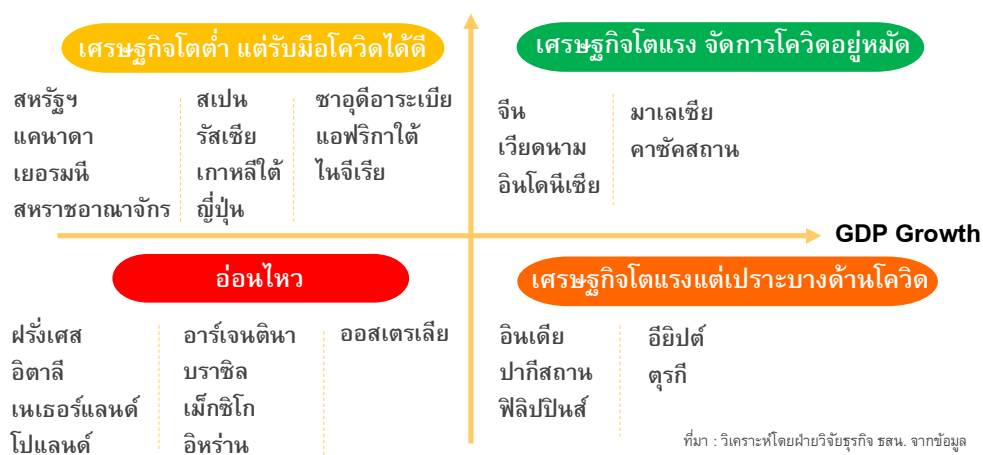 เศรษฐกิจโตต่ำ แต่รับมือโควิดได้ดี
สหรัฐฯ
แคนาดา
เยอรมนี
สหราชอาณาจักร
สเปน
รัสเซีย
เกาหลีใต้
ญี่ปุ่น
ซาอุดีอาระเบีย
แอฟริกาใต้
ไนจีเรีย
เศรษฐกิจโตแรง จัดการโควิดอยู่หมัด
จีน
เวียดนาม
อินโดนีเซีย
มาเลเซีย
คาซัคสถาน
GDP Growth
อ่อนไหว
ฝรั่งเศส
อิตาลี
เนเธอร์แลนด์
โปแลนด์
อาร์เจนตินา
บราซิล
เม็กซิโก
อิหร่าน
ออสเตรเลีย
เศรษฐกิจโตแรงแต่เปราะบางด้านโควิด
อินเดีย
ปากีสถาน
ฟิลิปปินส์
อียิปต์
ตุรกี
ที่มา : วิเคราะห์โดยฝ่ายวิจัยธุรกิจ ธสน. จากข้อมูล